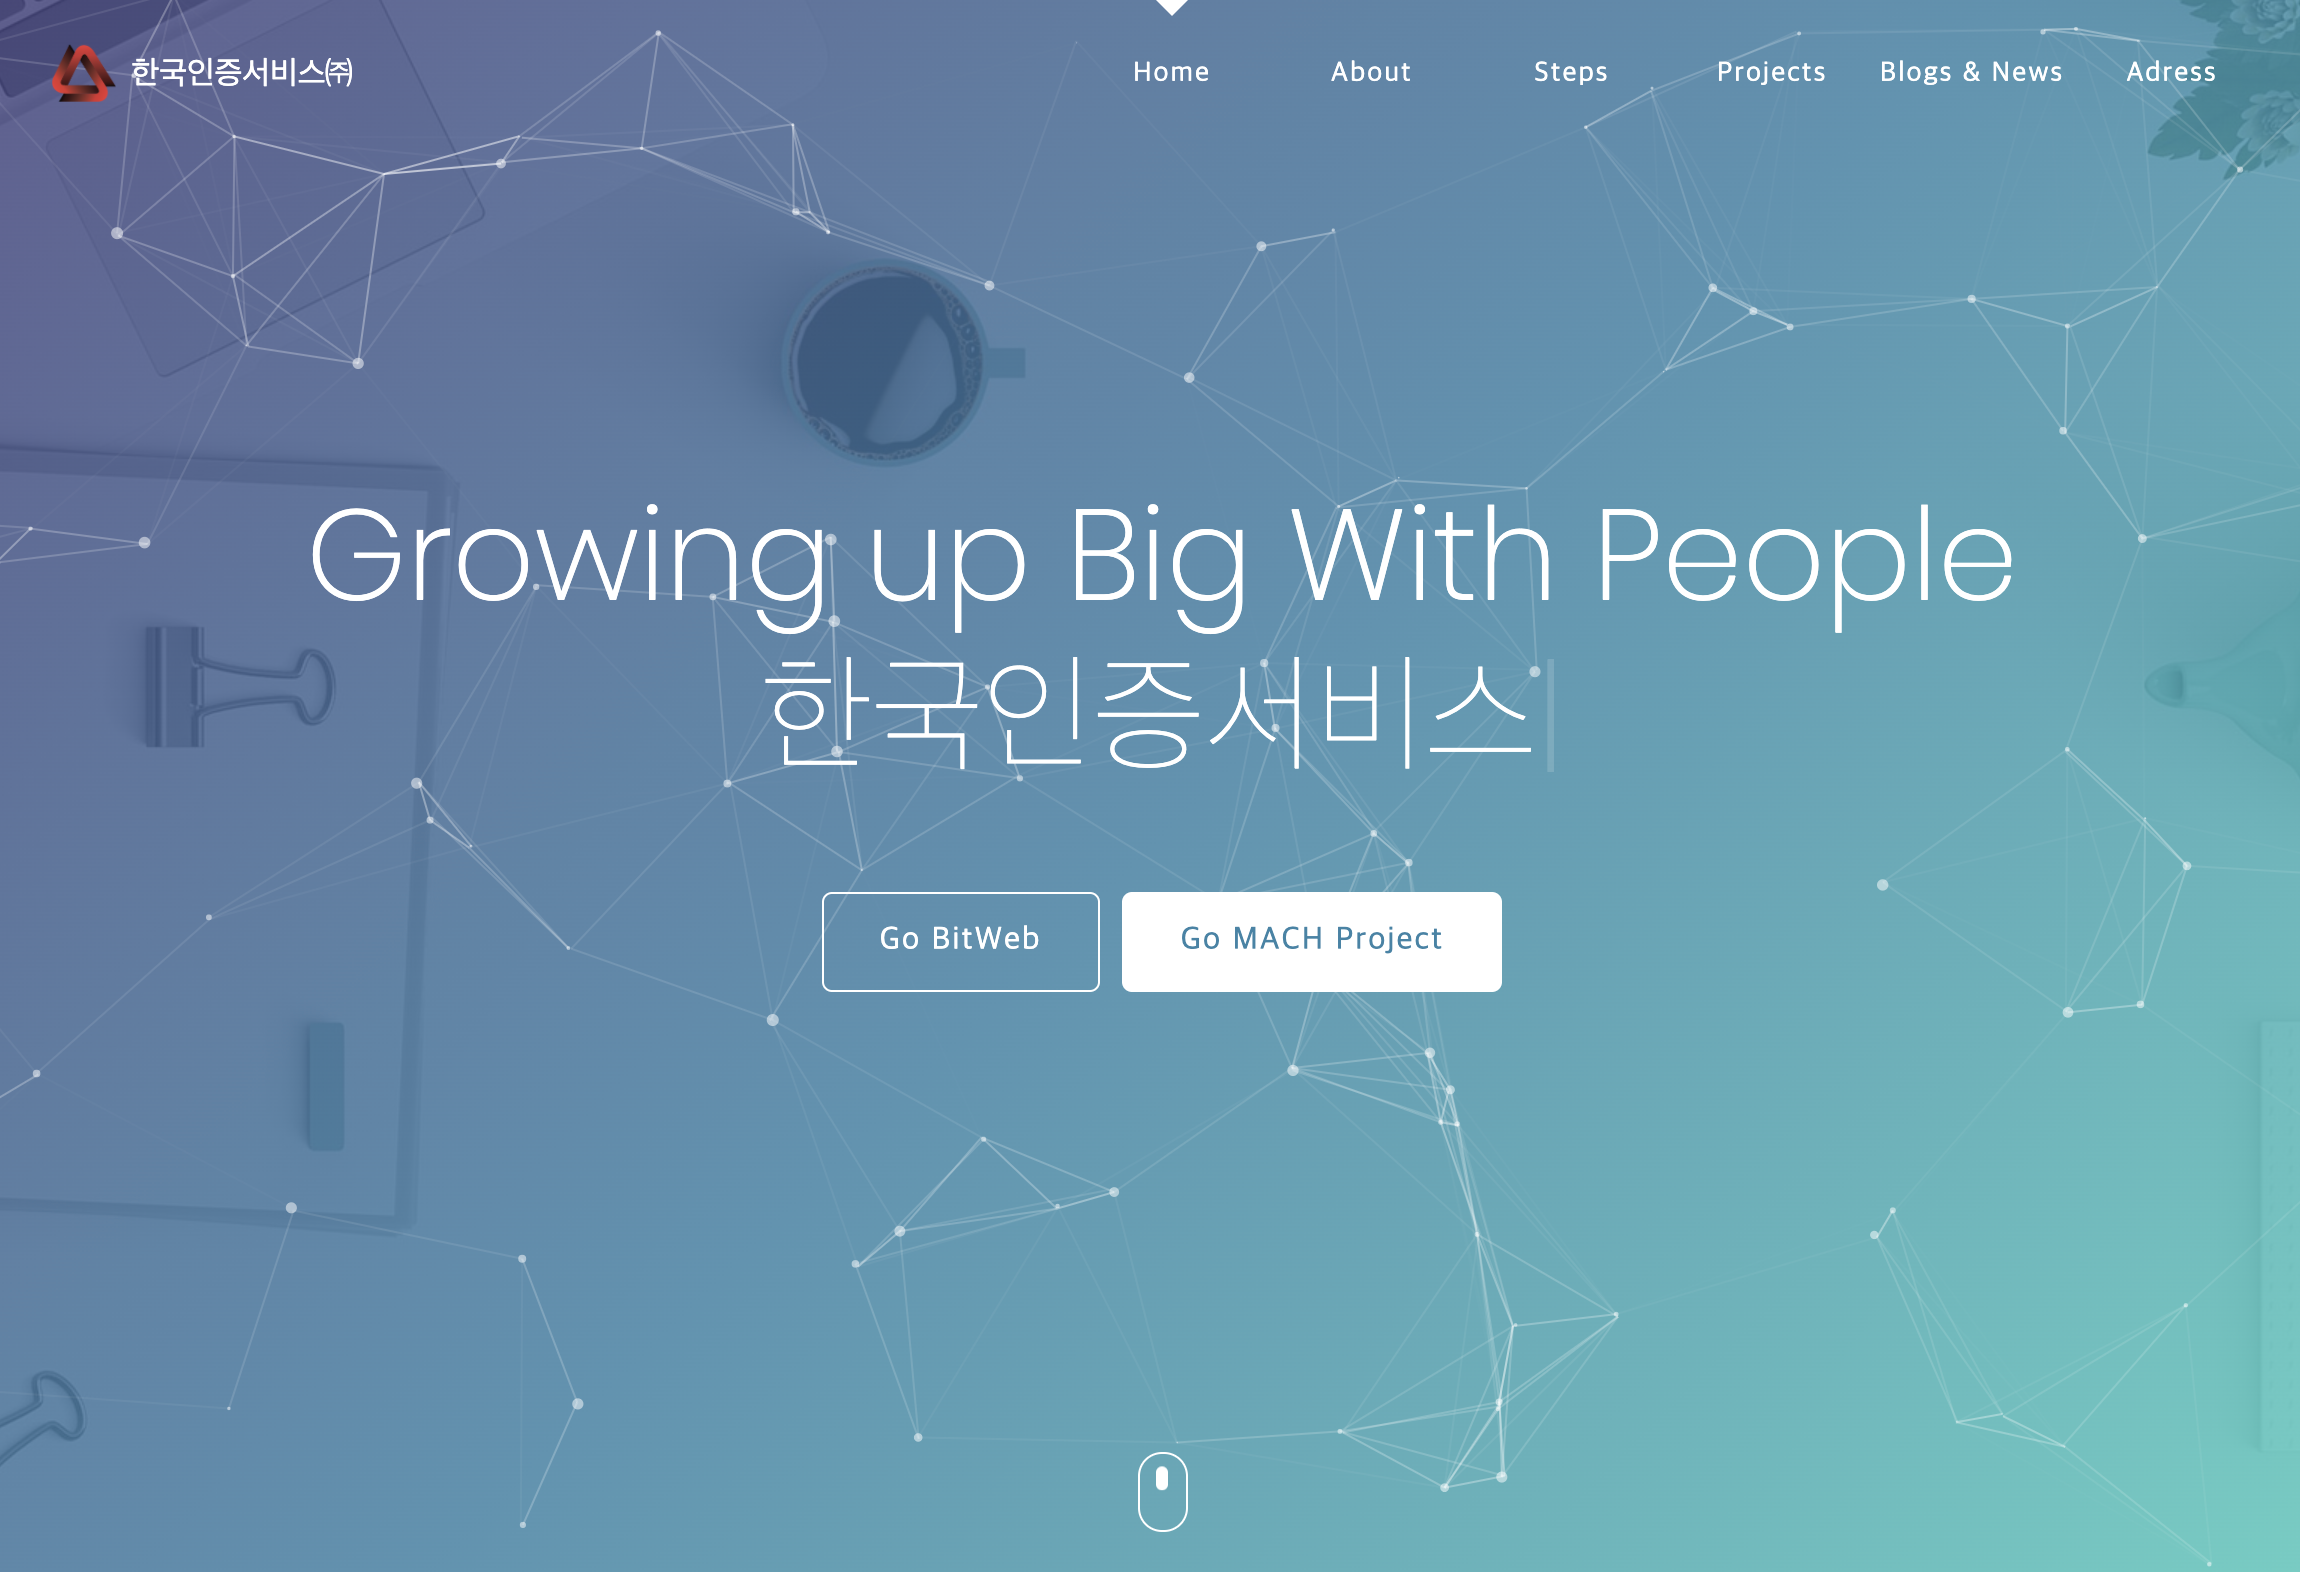 한국인증서비스㈜
Home About Steps Projects Blogs & News Adress
Growing up Big With People
한국인증서비스
Go BitWeb Go MACH Project